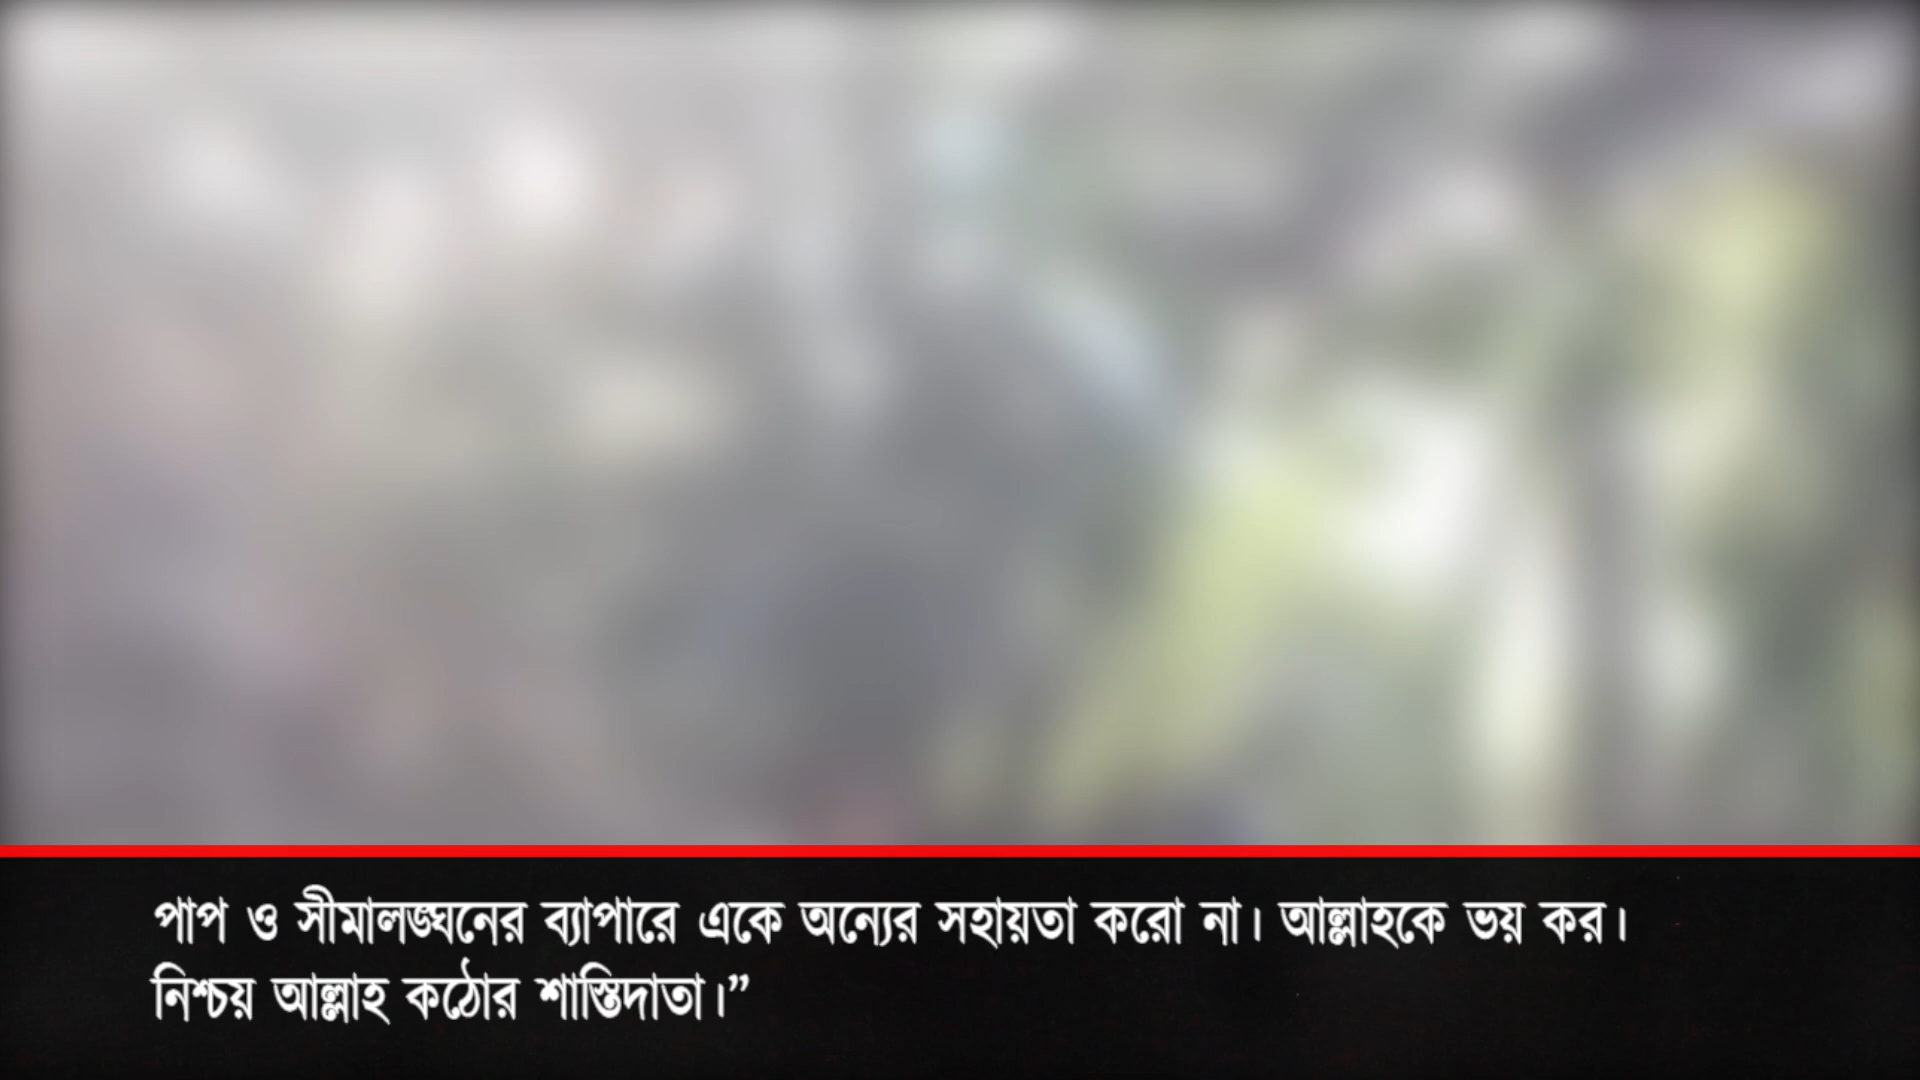 পাপ ও সীমালঙ্ঘনের ব্যাপারে একে অন্যের সহায়তা করো না। আল্লাহকে ভয় কর।
নিশ্চয় আল্লাহ কঠোর শাস্তিদাতা।”